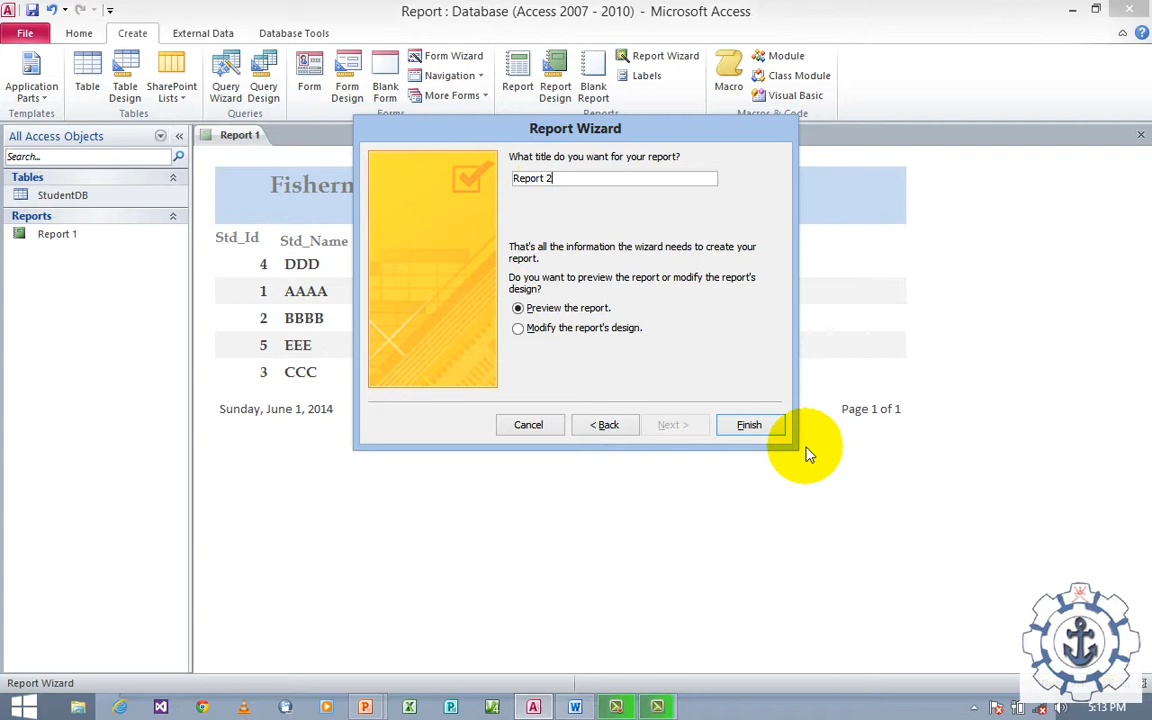 Report : Database (Access 2007 - 2010) - Microsoft Access
File Home Create External Data Database Tools
Application Parts
Table
Table Design
SharePoint Lists
Query Wizard
Query Design
Form
Form Design
Blank Form
Form Wizard
Navigation
More Forms
Report
Report Design
Blank Report
Report Wizard
Labels
Macro
Module
Class Module
Visual Basic
Templates Tables Queries Forms Reports Macros & Code
All Access Objects
Search...
Tables
StudentDB
Reports
Report 1
Report 1
Fisherm
Std_Id Std_Name
4 DDD
1 AAAA
2 BBBB
5 EEE
3 CCC
Sunday, June 1, 2014
Page 1 of 1
Report Wizard
What title do you want for your report?
Report 2
That's all the information the wizard needs to create your
report.
Do you want to preview the report or modify the report's
design?
Preview the report.
Modify the report's design.
Cancel < Back Next > Finish
Report Wizard
5:13 PM